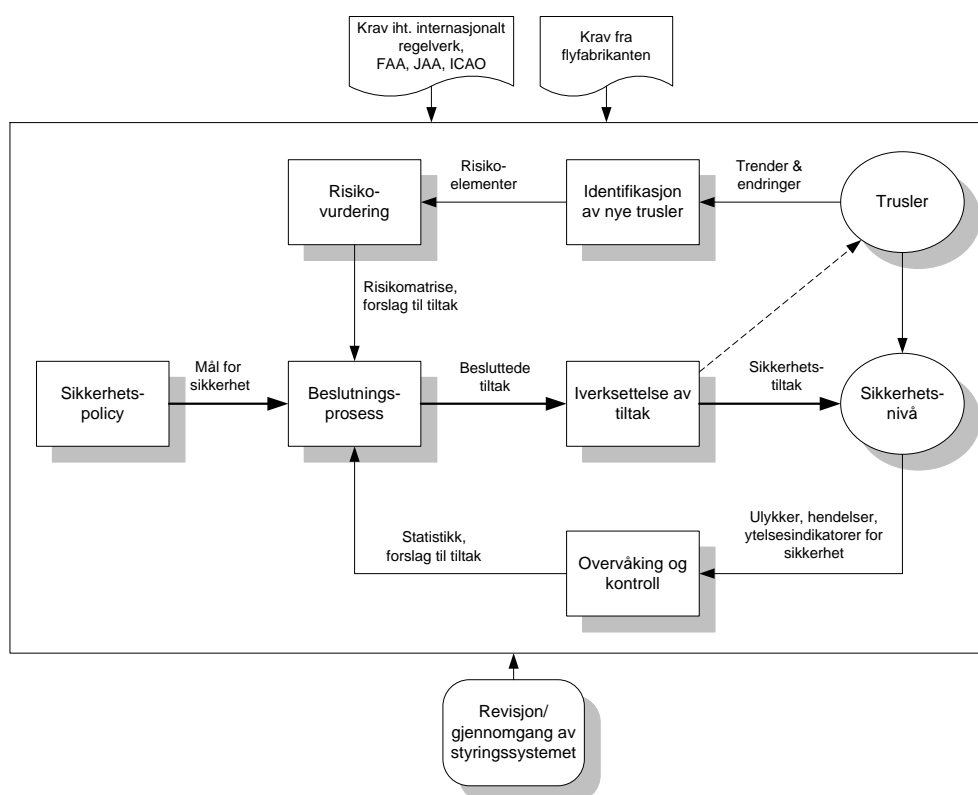 Krav iht. internasjonalt
regelverk,
FAA, JAA, ICAO
Krav fra
flyfabrikanten
Risiko-
vurdering
Risiko-
elementer
Identifikasjon
av nye trusler
Trender &
endringer
Trusler
Risikomatrise,
forslag til tiltak
Sikkerhets-
policy
Mål for
sikkerhet
Beslutnings-
prosess
Besluttede
tiltak
Iverksettelse av
tiltak
Sikkerhets-
tiltak
Sikkerhets-
nivå
Statistikk,
forslag til tiltak
Overvåking og
kontroll
Ulykker, hendelser,
ytelsesindikatorer for
sikkerhet
Revisjon/
gjennomgang av
styringssystemet